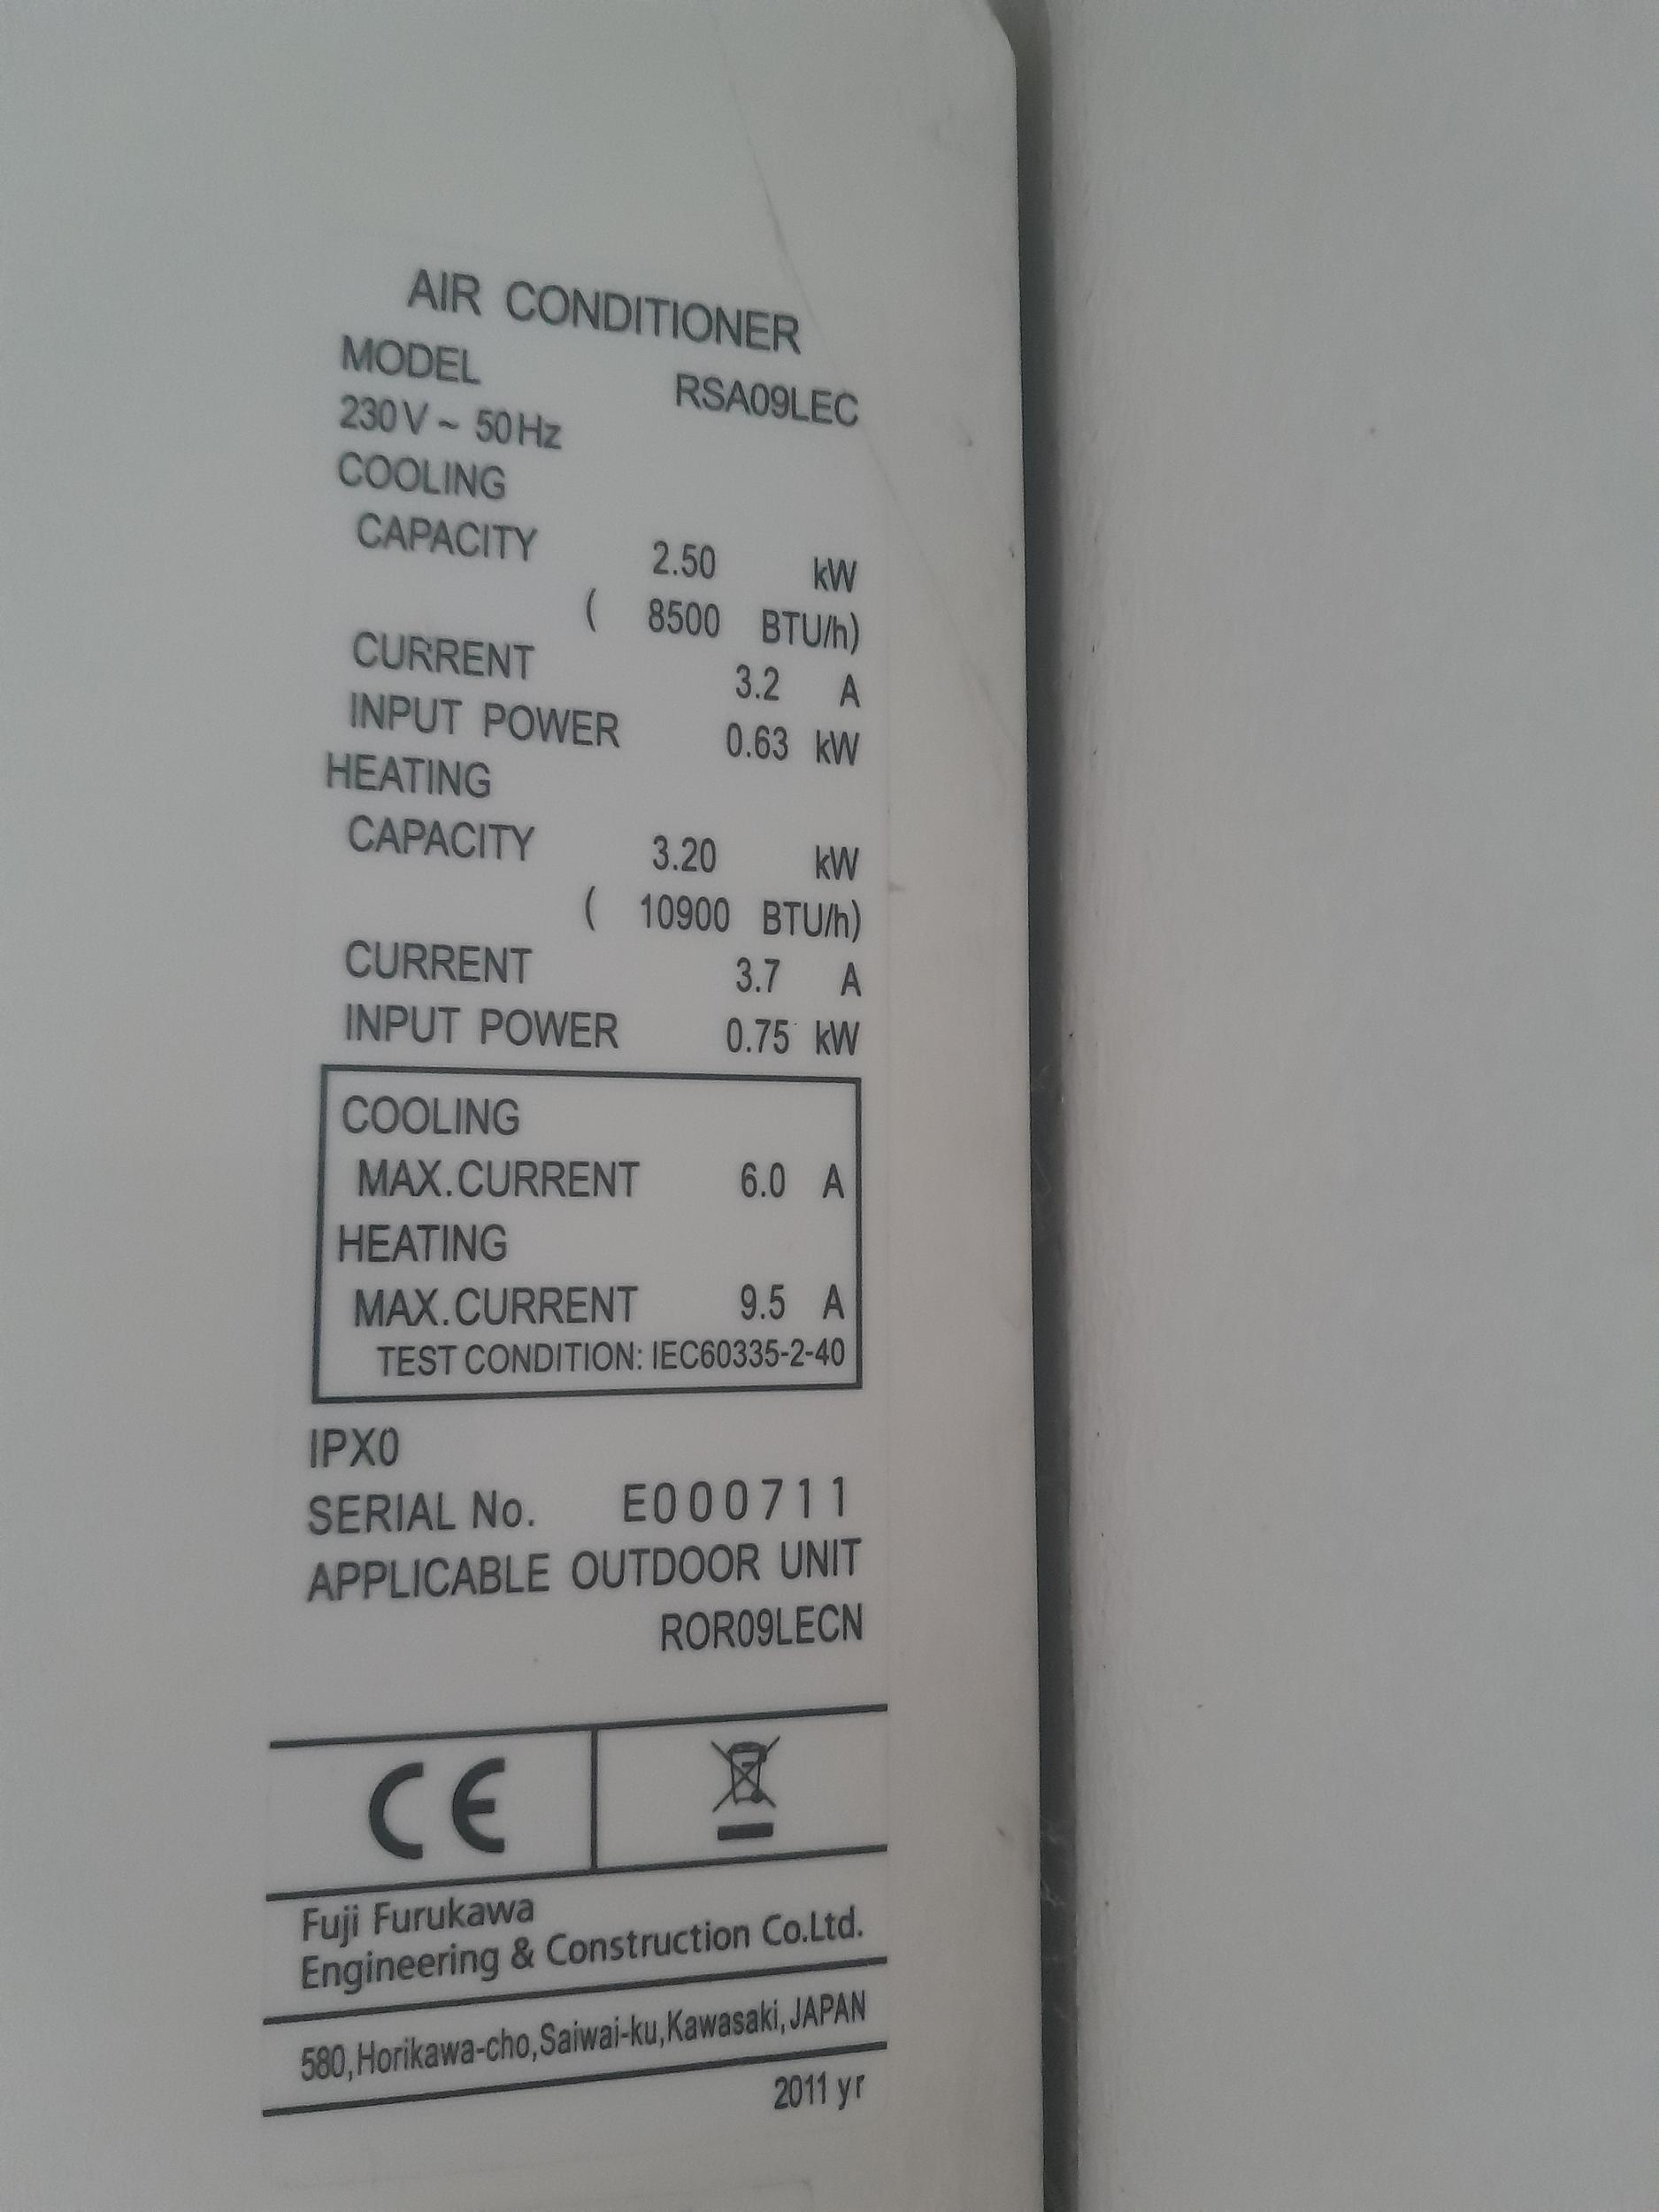 AIR CONDITIONER
MODEL RSA09LEC
230V ~ 50Hz
COOLING
CAPACITY 2.50 kW
( 8500 BTU/h)
CURRENT 3.2 A
INPUT POWER 0.63 kW
HEATING
CAPACITY 3.20 kW
( 10900 BTU/h)
CURRENT 3.7 A
INPUT POWER 0.75 kW
COOLING
MAX.CURRENT 6.0 A
HEATING
MAX.CURRENT 9.5 A
TEST CONDITION: IEC60335-2-40
IPX0
SERIAL No. E000711
APPLICABLE OUTDOOR UNIT
ROR09LECN
CE
Fuji Furukawa
Engineering & Construction Co.Ltd.
580,Horikawa-cho,Saiwai-ku,Kawasaki,JAPAN
2011 yr